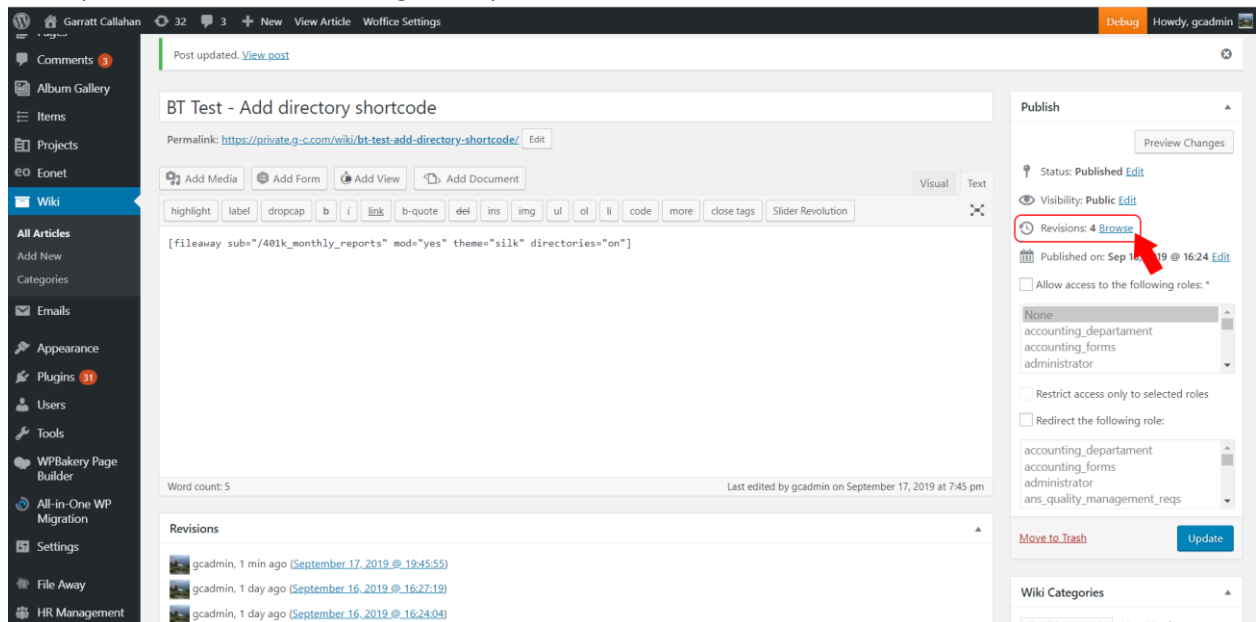 Garratt Callahan 32 3 + New View Article Woffice Settings Debug Howdy, gcadmin
Pages
Comments 3
Album Gallery
Items
Projects
eo Eonet
Wiki
All Articles
Add New
Categories
Emails
Appearance
Plugins 31
Users
Tools
WPBakery Page
Builder
All-in-One WP
Migration
Settings
File Away
HR Management
Post updated. View post
BT Test - Add directory shortcode
Permalink: https://private.g-c.com/wiki/bt-test-add-directory-shortcode/ Edit
Add Media Add Form Add View Add Document
Visual Text
highlight label dropcap b i link b-quote del ins img ul ol li code more close tags Slider Revolution
[fileaway sub="/401k_monthly_reports" mod="yes" theme="silk" directories="on"]
Word count: 5 Last edited by gcadmin on September 17, 2019 at 7:45 pm
Revisions
gcadmin, 1 min ago (September 17, 2019 @ 19:45:55)
gcadmin, 1 day ago (September 16, 2019 @ 16:27:19)
gcadmin, 1 day ago (September 16, 2019 @ 16:24:04)
Publish
Preview Changes
Status: Published Edit
Visibility: Public Edit
Revisions: 4 Browse
Published on: Sep 16, 2019 @ 16:24 Edit
Allow access to the following roles: *
None
accounting_departament
accounting_forms
administrator
Restrict access only to selected roles
Redirect the following role:
accounting_departament
accounting_forms
administrator
ans_quality_management_reqs
Move to Trash Update
Wiki Categories